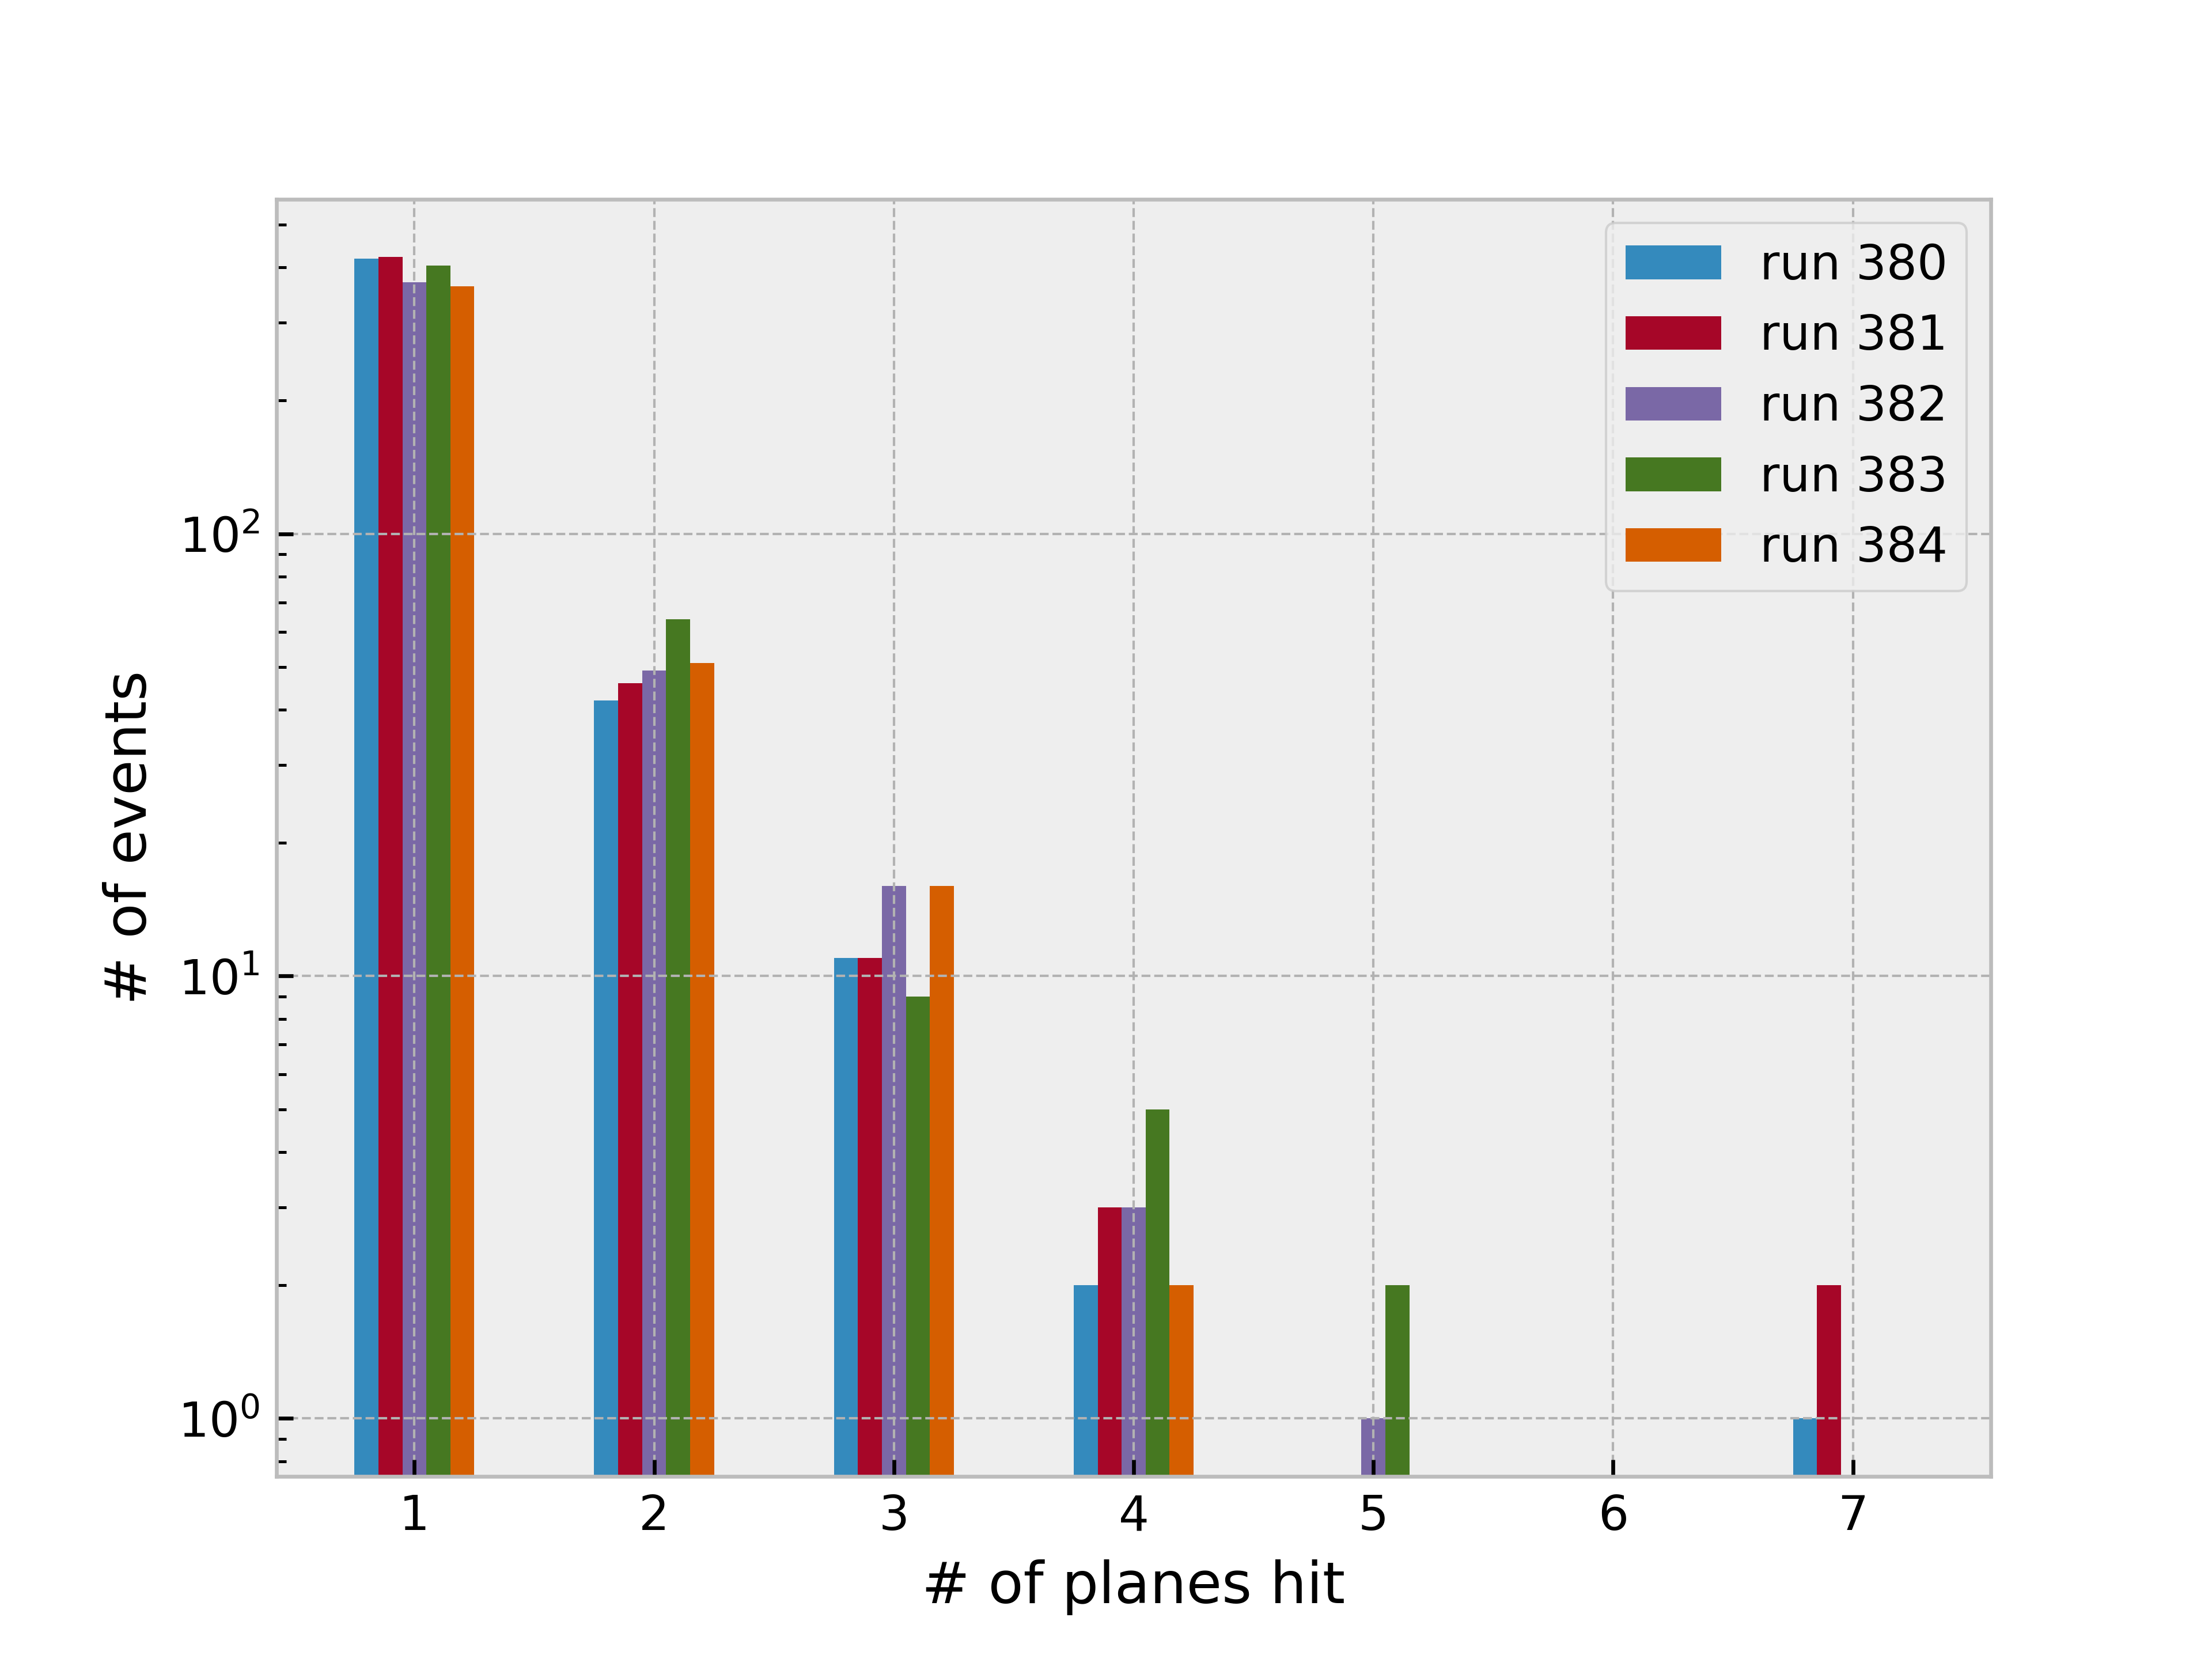 run 380
run 381
run 382
run 383
run 384
10²
10¹
10⁰
# of events
1 2 3 4 5 6 7
# of planes hit